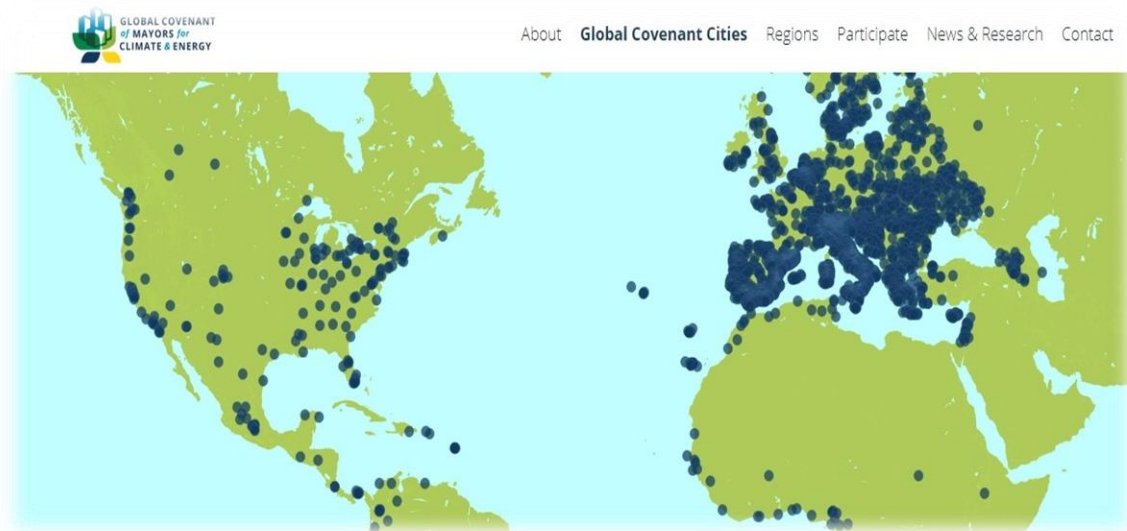 GLOBAL COVENANT
of MAYORS for
CLIMATE & ENERGY
About Global Covenant Cities Regions Participate News & Research Contact